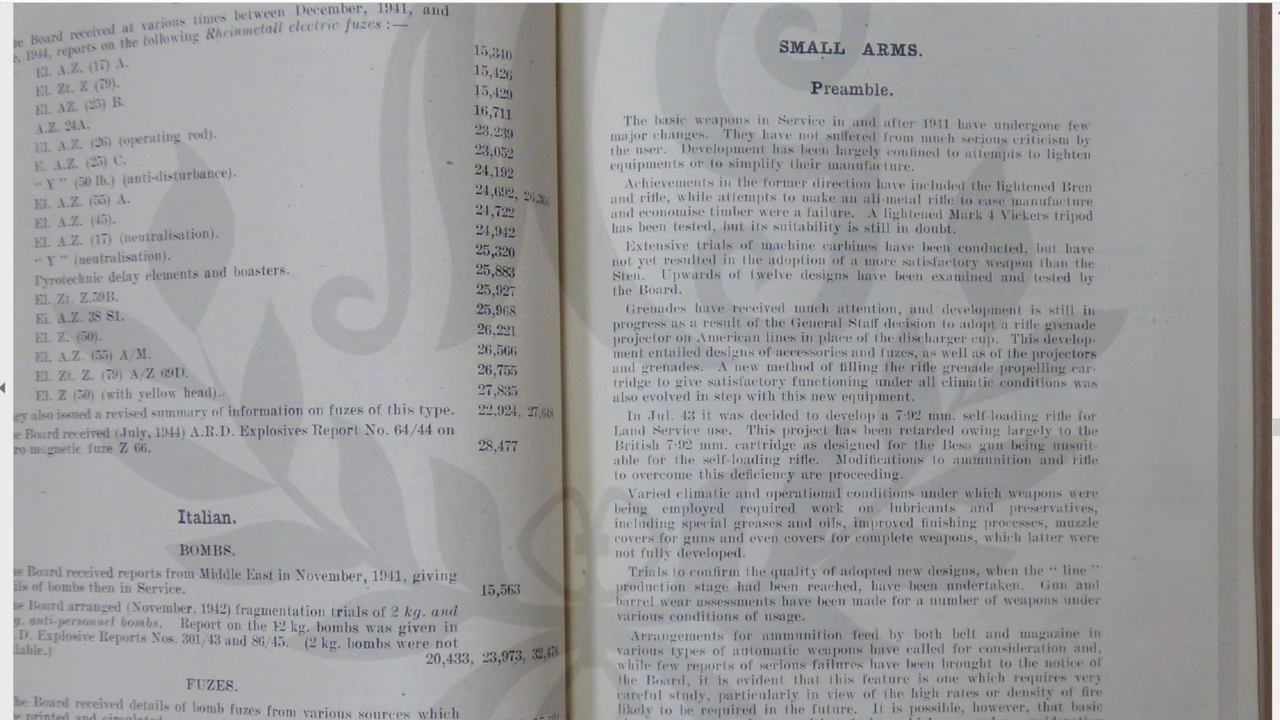 e Board received at various times between December, 1941, and
, 1944, reports on the following Rheinmetall electric fuzes :—
El. A.Z. (17) A. 15,340
El. Zt. Z (79). 15,426
El. AZ. (25) B. 15,429
A.Z. 24A. 16,711
El. A.Z. (26) (operating rod). 23,239
E. A.Z. (25) C. 23,052
“ Y ” (50 lb.) (anti-disturbance). 24,192
El. A.Z. (55) A. 24,692,
El. A.Z. (45). 24,722
El. A.Z. (17) (neutralisation). 24,942
“ Y ” (neutralisation). 25,320
Pyrotechnic delay elements and boasters. 25,883
El. Zt. Z.59B. 25,927
Ei. A.Z. 38 S1. 25,968
El. Z. (50). 26,221
El. A.Z. (55) A/M. 26,566
El. Zt. Z. (79) A/Z 69D. 26,755
El. Z (50) (with yellow head).. 27,835
ey also issued a revised summary of information on fuzes of this type. 22,924, 27,648
e Board received (July, 1944) A.R.D. Explosives Report No. 64/44 on
ro-magnetic fuze Z 66. 28,477
Italian.
BOMBS.
e Board received reports from Middle East in November, 1941, giving
ils of bombs then in Service. 15,563
e Board arranged (November, 1942) fragmentation trials of 2 kg. and
g. anti-personnel bombs. Report on the 12 kg. bombs was given in
.D. Explosive Reports Nos. 301/43 and 86/45. (2 kg. bombs were not
lable.) 20,433, 23,973,
FUZES.
he Board received details of bomb fuzes from various sources which
e printed and circulated
SMALL ARMS.
Preamble.
The basic weapons in Service in and after 1941 have undergone few
major changes. They have not suffered from much serious criticism by
the user. Development has been largely confined to attempts to lighten
equipments or to simplify their manufacture.
Achievements in the former direction have included the lightened Bren
and rifle, while attempts to make an all-metal rifle to ease manufacture
and economise timber were a failure. A lightened Mark 4 Vickers tripod
has been tested, but its suitability is still in doubt.
Extensive trials of machine carbines have been conducted, but have
not yet resulted in the adoption of a more satisfactory weapon than the
Sten. Upwards of twelve designs have been examined and tested by
the Board.
Grenades have received much attention, and development is still in
progress as a result of the General Staff decision to adopt a rifle grenade
projector on American lines in place of the discharger cup. This develop-
ment entailed designs of accessories and fuzes, as well as of the projectors
and grenades. A new method of filling the rifle grenade propelling car-
tridge to give satisfactory functioning under all climatic conditions was
also evolved in step with this new equipment.
In Jul. 43 it was decided to develop a 7·92 mm. self-loading rifle for
Land Service use. This project has been retarded owing largely to the
British 7·92 mm. cartridge as designed for the Besa gun being unsuit-
able for the self-loading rifle. Modifications to ammunition and rifle
to overcome this deficiency are proceeding.
Varied climatic and operational conditions under which weapons were
being employed required work on lubricants and preservatives,
including special greases and oils, improved finishing processes, muzzle
covers for guns and even covers for complete weapons, which latter were
not fully developed.
Trials to confirm the quality of adopted new designs, when the “ line ”
production stage had been reached, have been undertaken. Gun and
barrel wear assessments have been made for a number of weapons under
various conditions of usage.
Arrangements for ammunition feed by both belt and magazine in
various types of automatic weapons have called for consideration and,
while few reports of serious failures have been brought to the notice of
the Board, it is evident that this feature is one which requires very
careful study, particularly in view of the high rates or density of fire
likely to be required in the future. It is possible, however, that basic